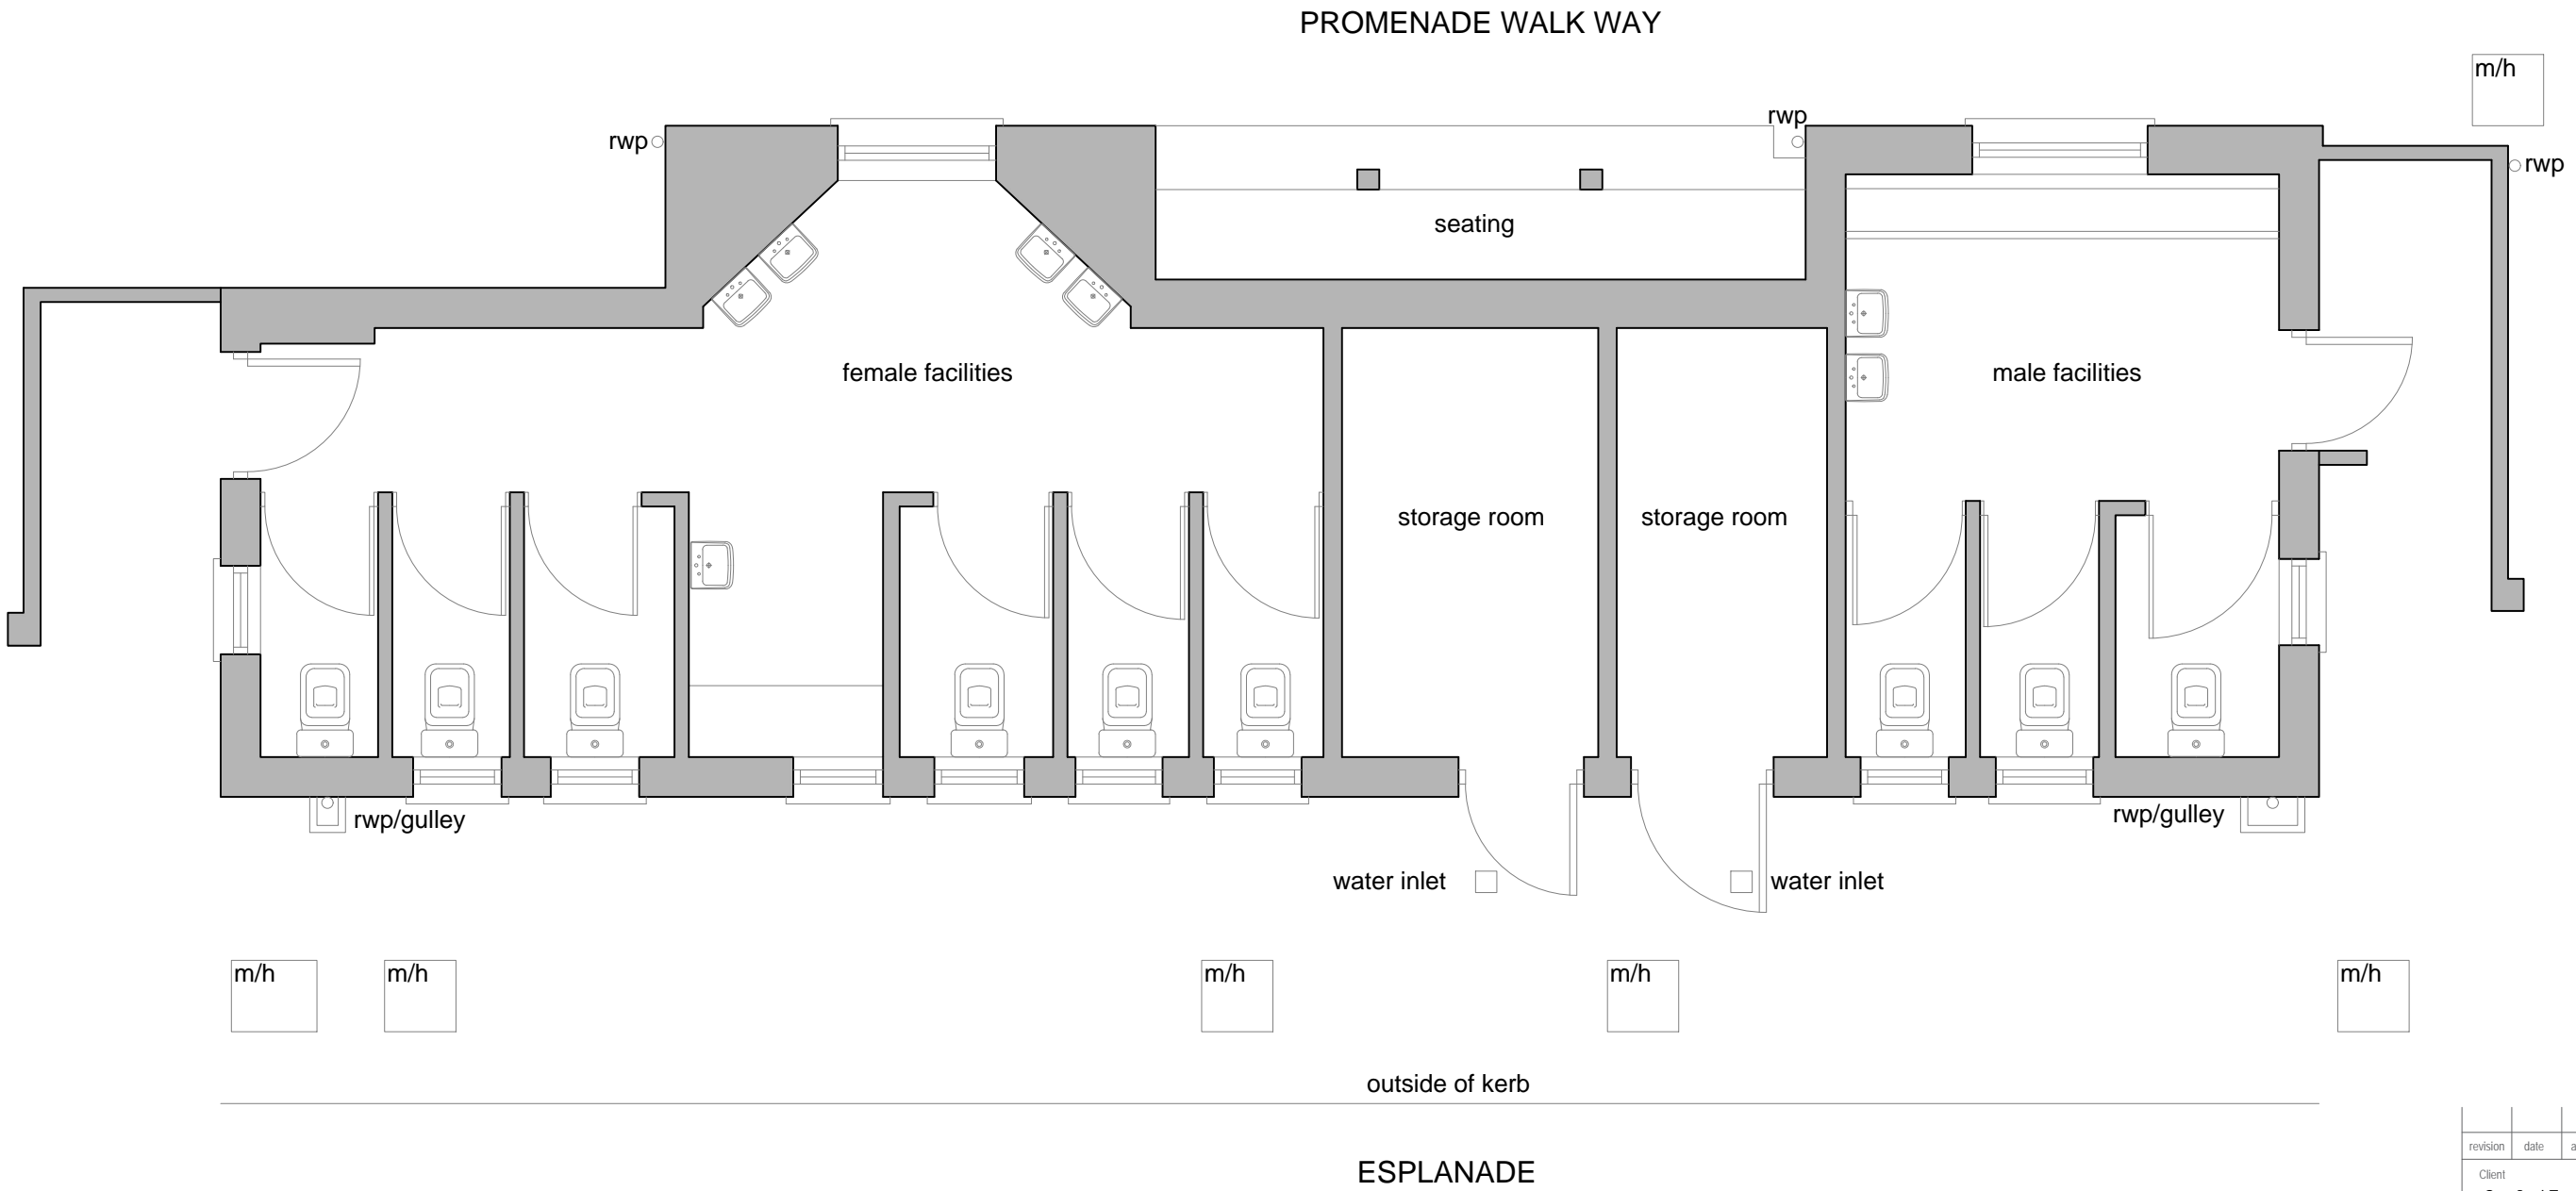 PROMENADE WALK WAY
m/h
rwp
rwp
rwp
seating
female facilities
male facilities
storage room
storage room
rwp/gulley
rwp/gulley
water inlet
water inlet
m/h
m/h
m/h
m/h
m/h
outside of kerb
ESPLANADE
revision date
Client